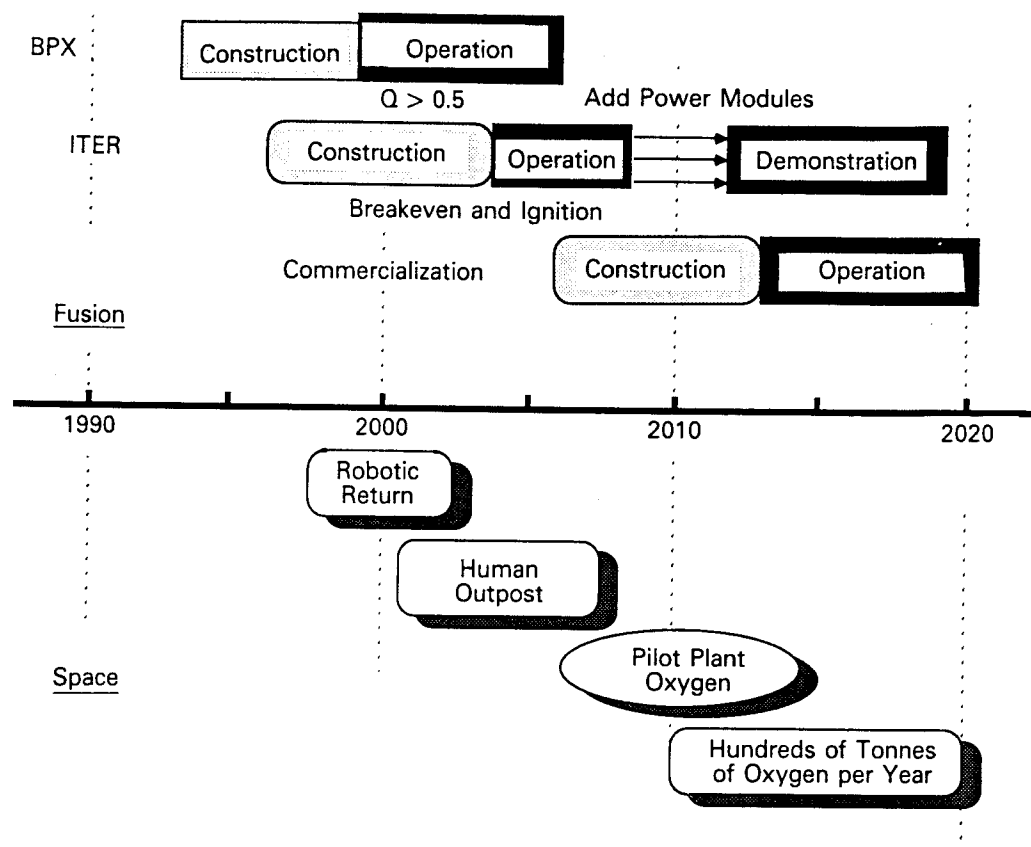 BPX
Construction
Operation
Q > 0.5
Add Power Modules
ITER
Construction
Operation
Demonstration
Breakeven and Ignition
Commercialization
Construction
Operation
Fusion
1990
2000
2010
2020
Robotic
Return
Human
Outpost
Space
Pilot Plant
Oxygen
Hundreds of Tonnes
of Oxygen per Year